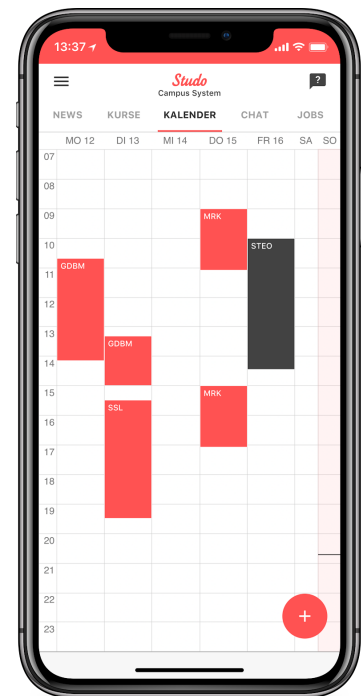 13:37
Studo
Campus System
?
NEWS KURSE KALENDER CHAT JOBS
MO 12 DI 13 MI 14 DO 15 FR 16 SA SO
07
08
09
MRK
10
STEO
GDBM
11
12
13
GDBM
14
15
MRK
SSL
16
17
18
19
20
21
22
+
23